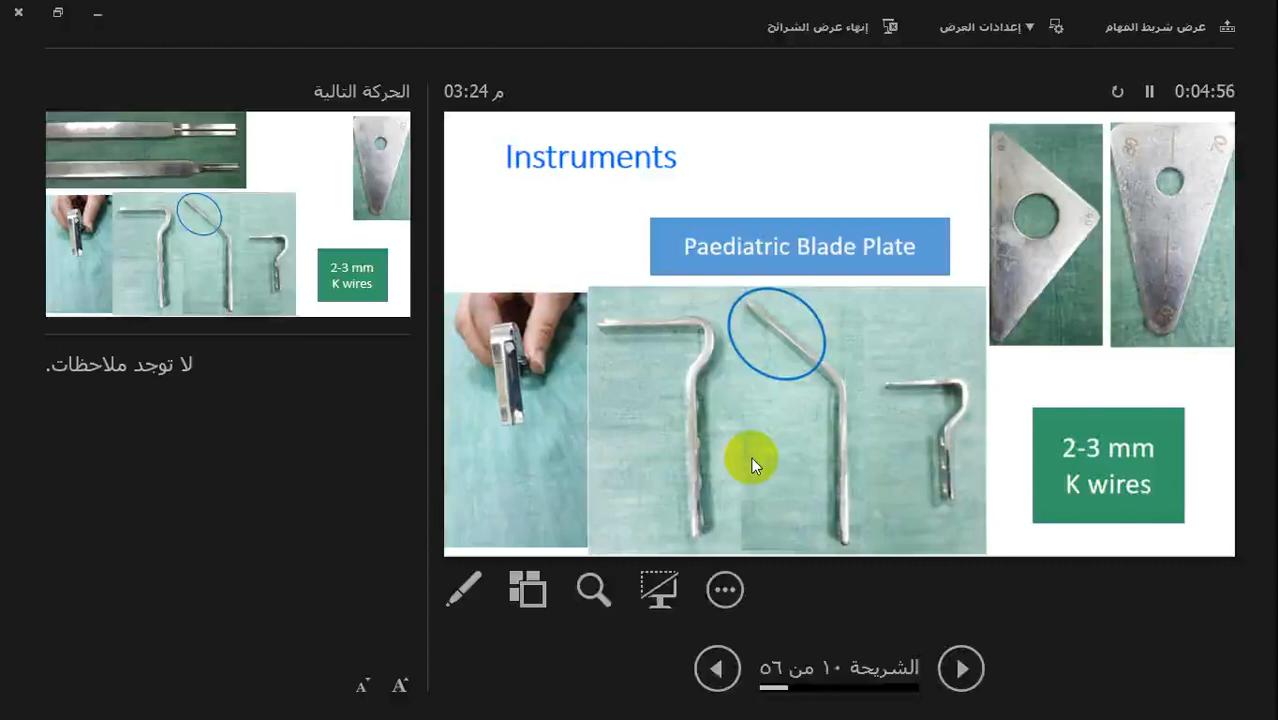 عرض شريط المهام
إعدادات العرض ▼
إنهاء عرض الشرائح
الحركة التالية
03:24 م
0:04:56
2-3 mm
K wires
لا توجد ملاحظات.
Instruments
Paediatric Blade Plate
2-3 mm
K wires
الشريحة ١٠ من ٥٦
A
A